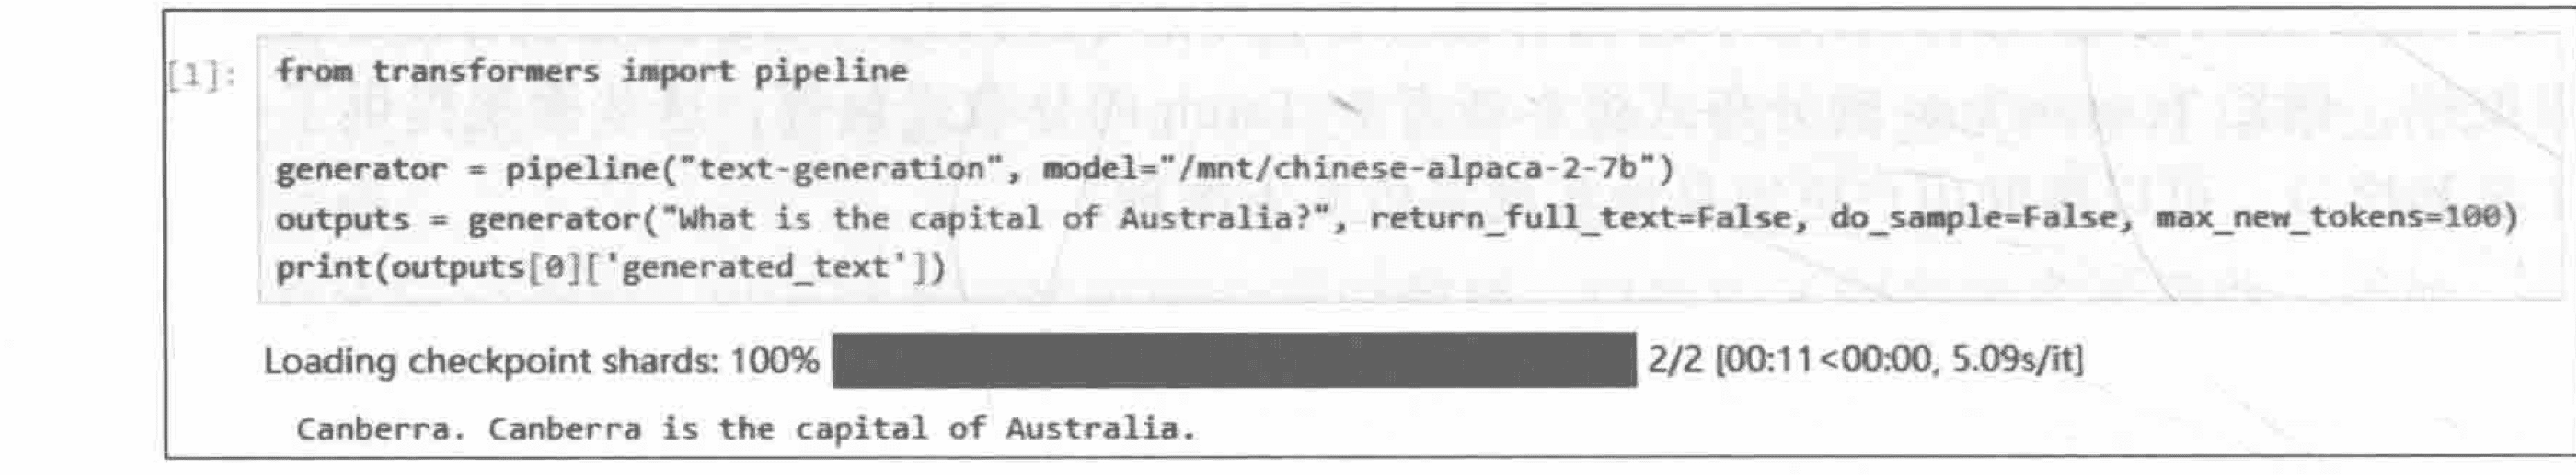 [1]: from transformers import pipeline
generator = pipeline("text-generation", model="/mnt/chinese-alpaca-2-7b")
outputs = generator("What is the capital of Australia?", return_full_text=False, do_sample=False, max_new_tokens=100)
print(outputs[0]['generated_text'])
Loading checkpoint shards: 100% 2/2 [00:11<00:00, 5.09s/it]
Canberra. Canberra is the capital of Australia.